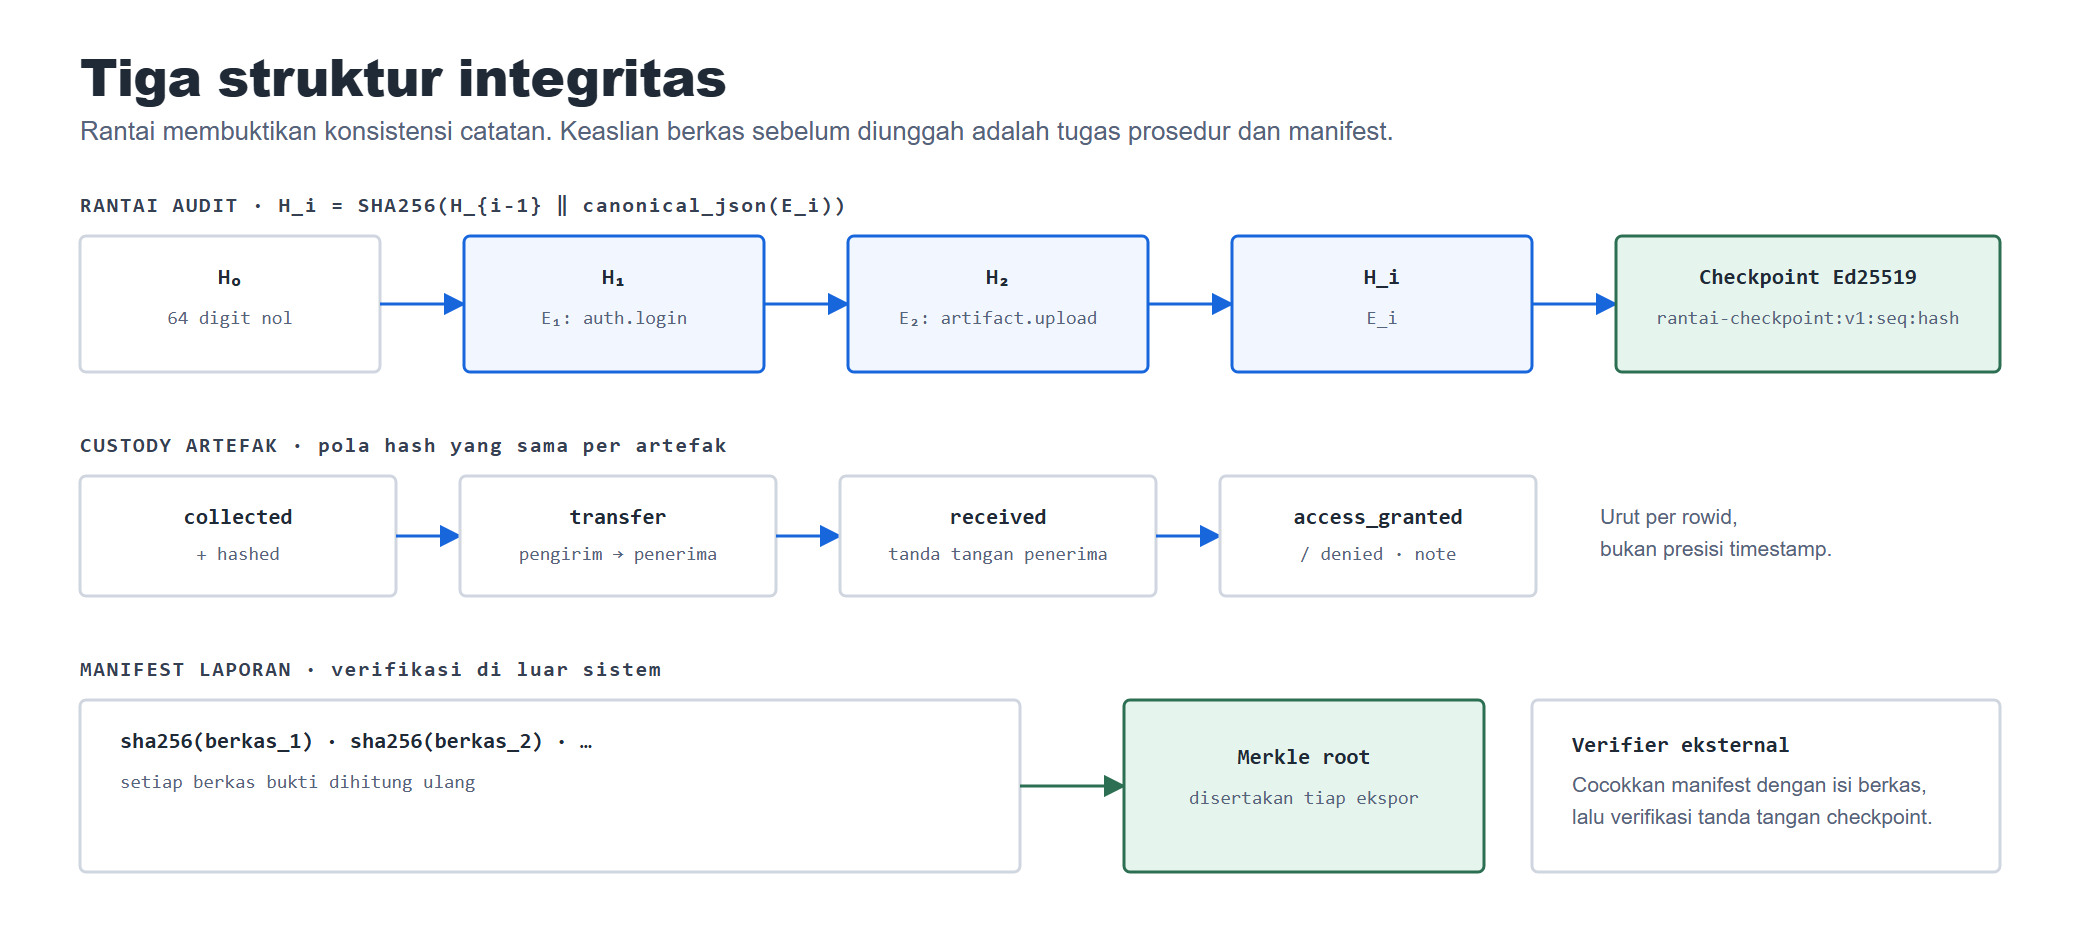 Tiga struktur integritas
Rantai membuktikan konsistensi catatan. Keaslian berkas sebelum diunggah adalah tugas prosedur dan manifest.
RANTAI AUDIT · H_i = SHA256(H_{i-1} ‖ canonical_json(E_i))
H₀
64 digit nol
H₁
E₁: auth.login
H₂
E₂: artifact.upload
H_i
E_i
Checkpoint Ed25519
rantai-checkpoint:v1:seq:hash
CUSTODY ARTEFAK · pola hash yang sama per artefak
collected
+ hashed
transfer
pengirim → penerima
received
tanda tangan penerima
access_granted
/ denied · note
Urut per rowid,
bukan presisi timestamp.
MANIFEST LAPORAN · verifikasi di luar sistem
sha256(berkas_1) · sha256(berkas_2) · …
setiap berkas bukti dihitung ulang
Merkle root
disertakan tiap ekspor
Verifier eksternal
Cocokkan manifest dengan isi berkas,
lalu verifikasi tanda tangan checkpoint.